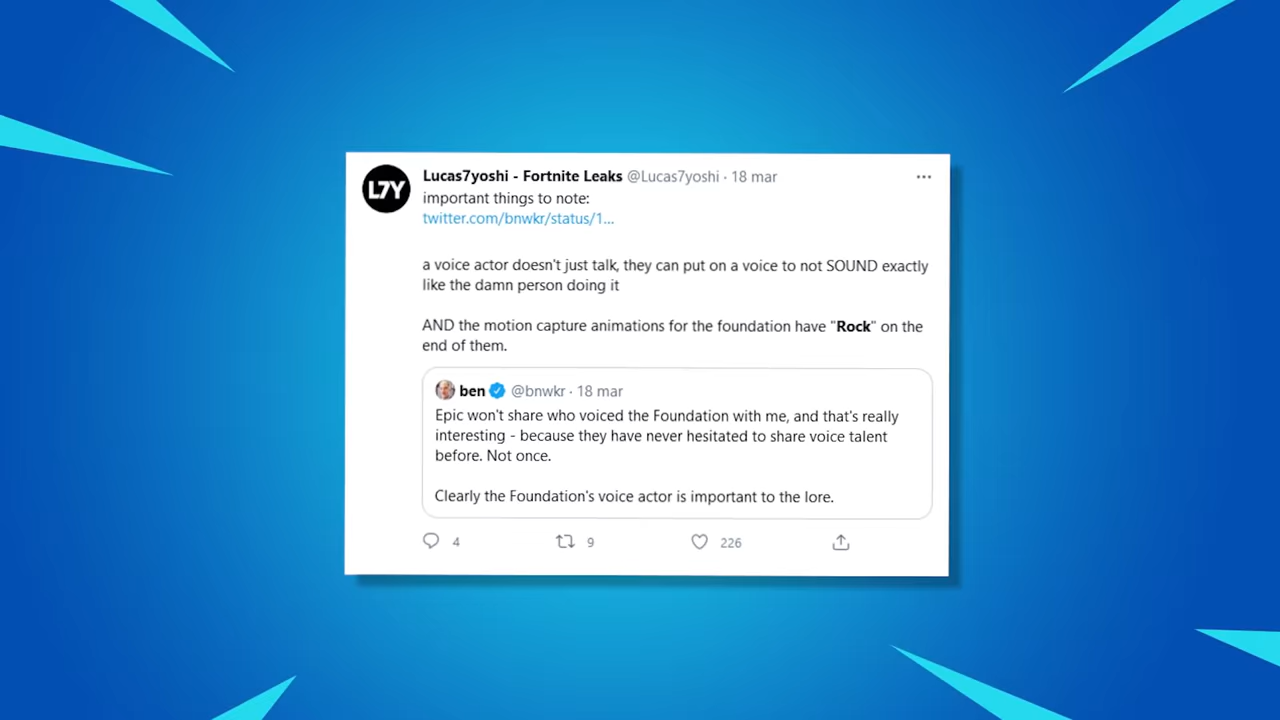 L7Y
Lucas7yoshi - Fortnite Leaks @Lucas7yoshi · 18 mar
important things to note:
twitter.com/bnwkr/status/1...
a voice actor doesn't just talk, they can put on a voice to not SOUND exactly
like the damn person doing it
AND the motion capture animations for the foundation have "Rock" on the
end of them.
ben @bnwkr · 18 mar
Epic won't share who voiced the Foundation with me, and that's really
interesting - because they have never hesitated to share voice talent
before. Not once.
Clearly the Foundation's voice actor is important to the lore.
4 9 226